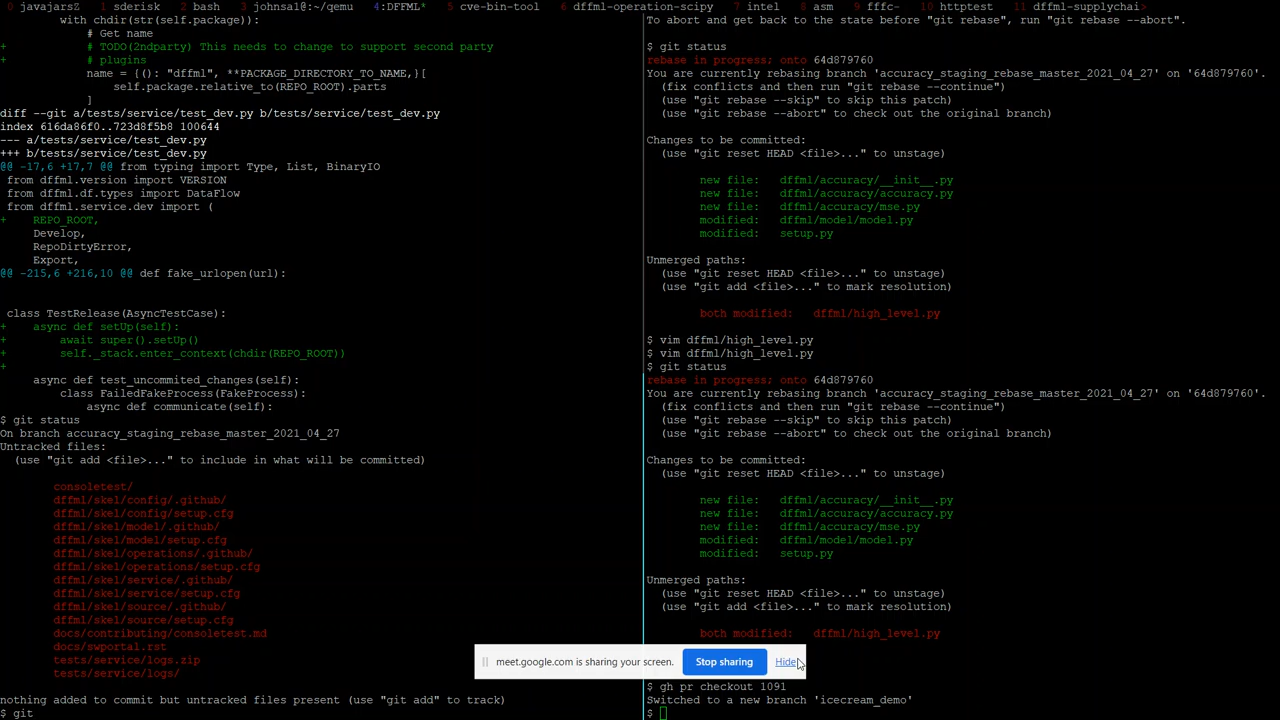 0 javajarsZ  1 sderisk  2 bash  3 johnsal@:~/qemu  4:DFFML*  5 cve-bin-tool  6 dffml-operation-scipy  7 intel  8 asm  9 fffc-  10 httptest  11 dffml-supplychai>
with chdir(str(self.package)):
# Get name
+ # TODO(2ndparty) This needs to change to support second party
+ # plugins
name = {(): "dffml", **PACKAGE_DIRECTORY_TO_NAME,}[
self.package.relative_to(REPO_ROOT).parts
]
diff --git a/tests/service/test_dev.py b/tests/service/test_dev.py
index 616da86f0..723d8f5b8 100644
--- a/tests/service/test_dev.py
+++ b/tests/service/test_dev.py
@@ -17,6 +17,7 @@ from typing import Type, List, BinaryIO
from dffml.version import VERSION
from dffml.df.types import DataFlow
from dffml.service.dev import (
+ REPO_ROOT,
Develop,
RepoDirtyError,
Export,
@@ -215,6 +216,10 @@ def fake_urlopen(url):
class TestRelease(AsyncTestCase):
+ async def setUp(self):
+ await super().setUp()
+ self._stack.enter_context(chdir(REPO_ROOT))
+
async def test_uncommited_changes(self):
class FailedFakeProcess(FakeProcess):
async def communicate(self):
$ git status
On branch accuracy_staging_rebase_master_2021_04_27
Untracked files:
(use "git add <file>..." to include in what will be committed)
consoletest/
dffml/skel/config/.github/
dffml/skel/config/setup.cfg
dffml/skel/model/.github/
dffml/skel/model/setup.cfg
dffml/skel/operations/.github/
dffml/skel/operations/setup.cfg
dffml/skel/service/.github/
dffml/skel/service/setup.cfg
dffml/skel/source/.github/
dffml/skel/source/setup.cfg
docs/contributing/consoletest.md
docs/swportal.rst
tests/service/logs.zip
tests/service/logs/
nothing added to commit but untracked files present (use "git add" to track)
$ git
To abort and get back to the state before "git rebase", run "git rebase --abort".
$ git status
rebase in progress; onto 64d879760
You are currently rebasing branch 'accuracy_staging_rebase_master_2021_04_27' on '64d879760'.
(fix conflicts and then run "git rebase --continue")
(use "git rebase --skip" to skip this patch)
(use "git rebase --abort" to check out the original branch)
Changes to be committed:
(use "git reset HEAD <file>..." to unstage)
new file:   dffml/accuracy/__init__.py
new file:   dffml/accuracy/accuracy.py
new file:   dffml/accuracy/mse.py
modified:   dffml/model/model.py
modified:   setup.py
Unmerged paths:
(use "git reset HEAD <file>..." to unstage)
(use "git add <file>..." to mark resolution)
both modified:   dffml/high_level.py
$ vim dffml/high_level.py
$ vim dffml/high_level.py
$ git status
rebase in progress; onto 64d879760
You are currently rebasing branch 'accuracy_staging_rebase_master_2021_04_27' on '64d879760'.
(fix conflicts and then run "git rebase --continue")
(use "git rebase --skip" to skip this patch)
(use "git rebase --abort" to check out the original branch)
Changes to be committed:
(use "git reset HEAD <file>..." to unstage)
new file:   dffml/accuracy/__init__.py
new file:   dffml/accuracy/accuracy.py
new file:   dffml/accuracy/mse.py
modified:   dffml/model/model.py
modified:   setup.py
Unmerged paths:
(use "git reset HEAD <file>..." to unstage)
(use "git add <file>..." to mark resolution)
both modified:   dffml/high_level.py
meet.google.com is sharing your screen. Stop sharing Hide
$ gh pr checkout 1091
Switched to a new branch 'icecream_demo'
$